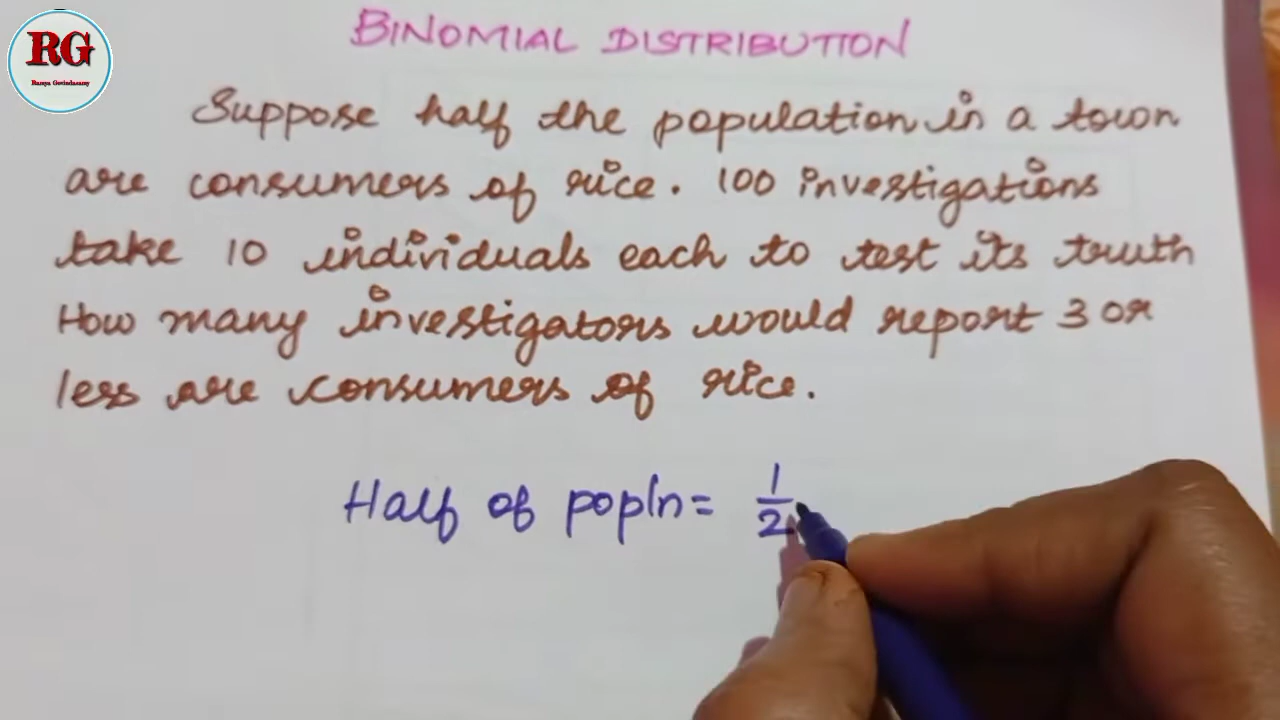 RG
Ramya Govindasamy
BINOMIAL DISTRIBUTION
Suppose half the population in a town
are consumers of rice. 100 investigations
take 10 individuals each to test its truth
How many investigators would report 3 or
less are consumers of rice.
Half of popln = 1/2